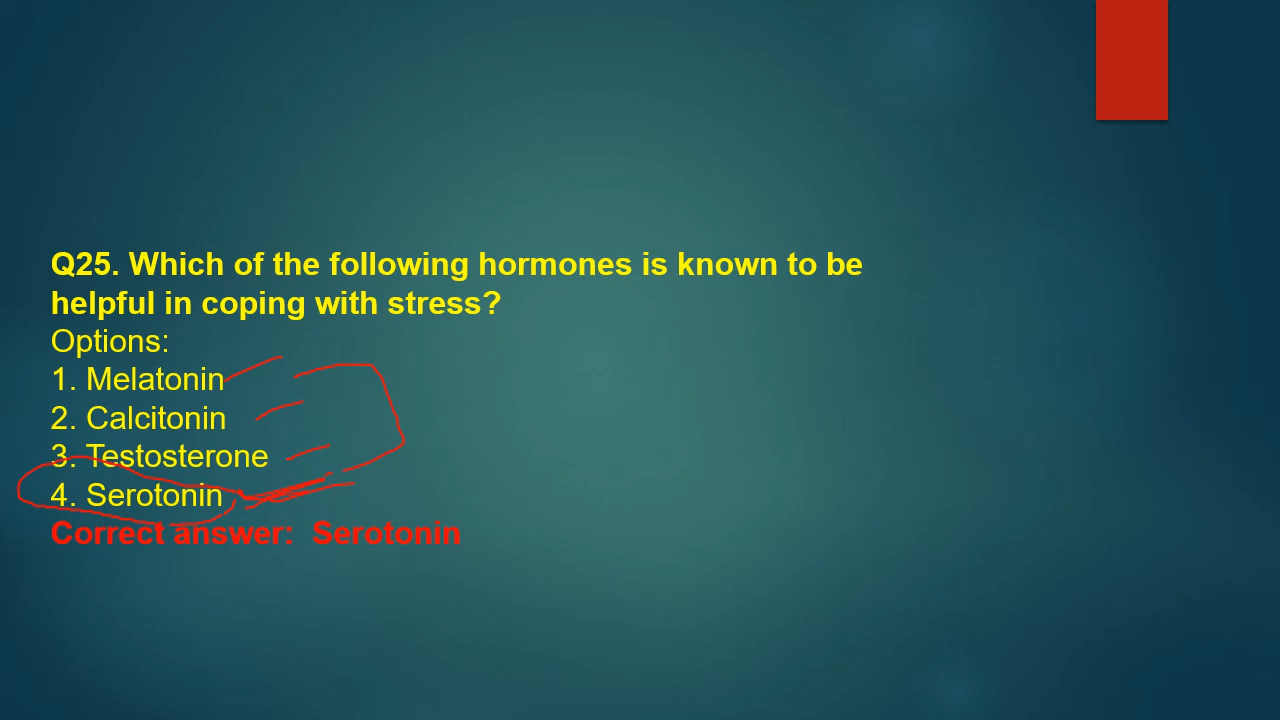 Q25. Which of the following hormones is known to be
helpful in coping with stress?
Options:
1. Melatonin
2. Calcitonin
3. Testosterone
4. Serotonin
Correct answer:  Serotonin